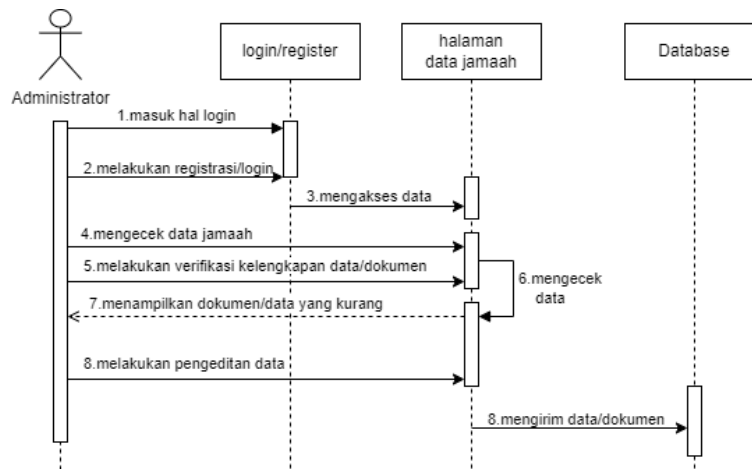 login/register
halaman
data jamaah
Database
Administrator
1.masuk hal login
2.melakukan registrasi/login
3.mengakses data
4.mengecek data jamaah
5.melakukan verifikasi kelengkapan data/dokumen
6.mengecek
data
7.menampilkan dokumen/data yang kurang
8.melakukan pengeditan data
8.mengirim data/dokumen